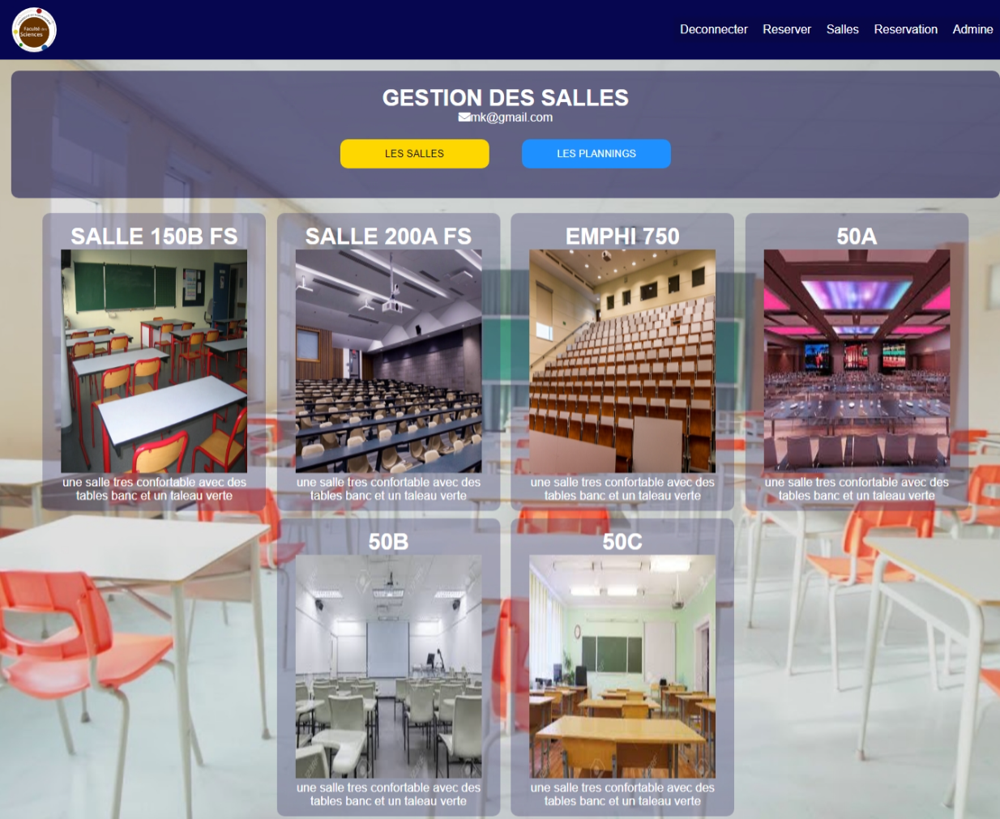 Faculté des
Sciences
Deconnecter Reserver Salles Reservation Admine
GESTION DES SALLES
mk@gmail.com
LES SALLES LES PLANNINGS
SALLE 150B FS
une salle tres confortable avec des
tables banc et un taleau verte
SALLE 200A FS
une salle tres confortable avec des
tables banc et un taleau verte
EMPHI 750
une salle tres confortable avec des
tables banc et un taleau verte
50A
une salle tres confortable avec des
tables banc et un taleau verte
50B
une salle tres confortable avec des
tables banc et un taleau verte
50C
une salle tres confortable avec des
tables banc et un taleau verte